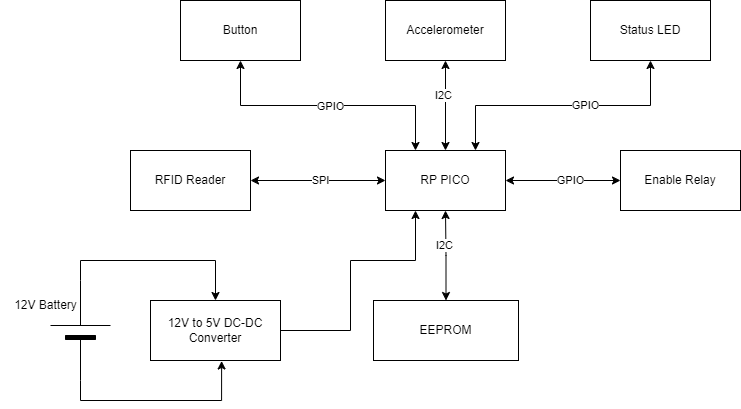 Button
Accelerometer
Status LED
GPIO
I2C
GPIO
RFID Reader
SPI
RP PICO
GPIO
Enable Relay
I2C
12V Battery
12V to 5V DC-DC
Converter
EEPROM